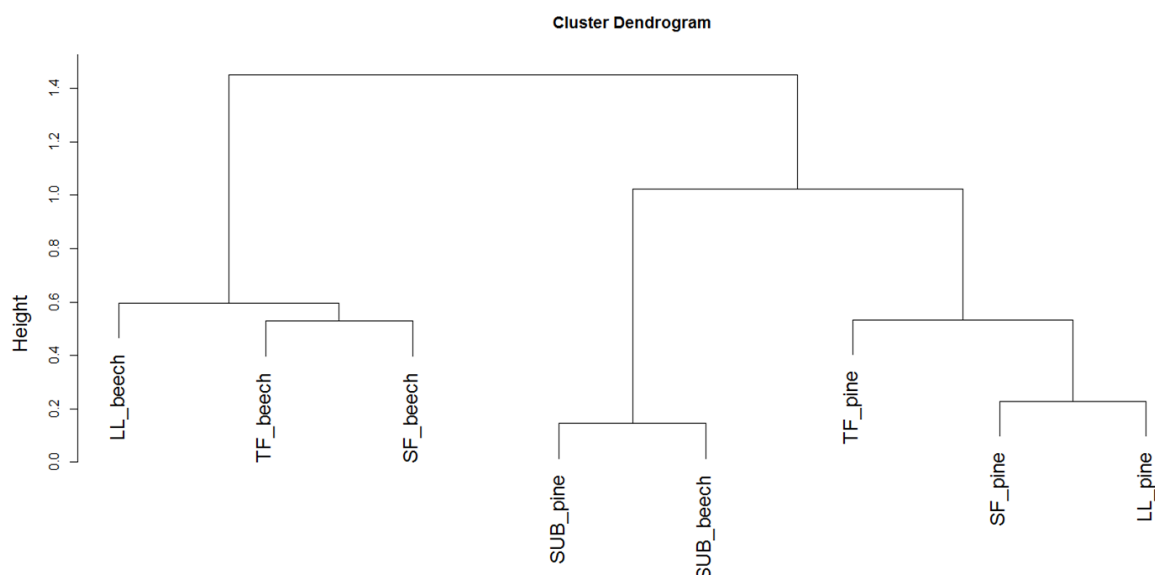 Cluster Dendrogram
Height
1.4
1.2
1.0
0.8
0.6
0.4
0.2
0.0
LL_beech
TF_beech
SF_beech
SUB_pine
SUB_beech
TF_pine
SF_pine
LL_pine